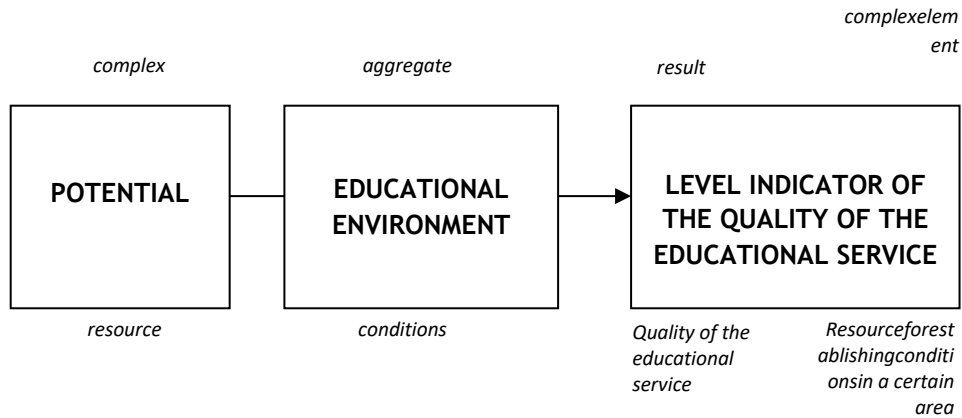 complexelem
ent
complex
aggregate
result
POTENTIAL
EDUCATIONAL
ENVIRONMENT
LEVEL INDICATOR OF
THE QUALITY OF THE
EDUCATIONAL SERVICE
resource
conditions
Quality of the
educational
service
Resourceforest
ablishingconditi
onsin a certain
area